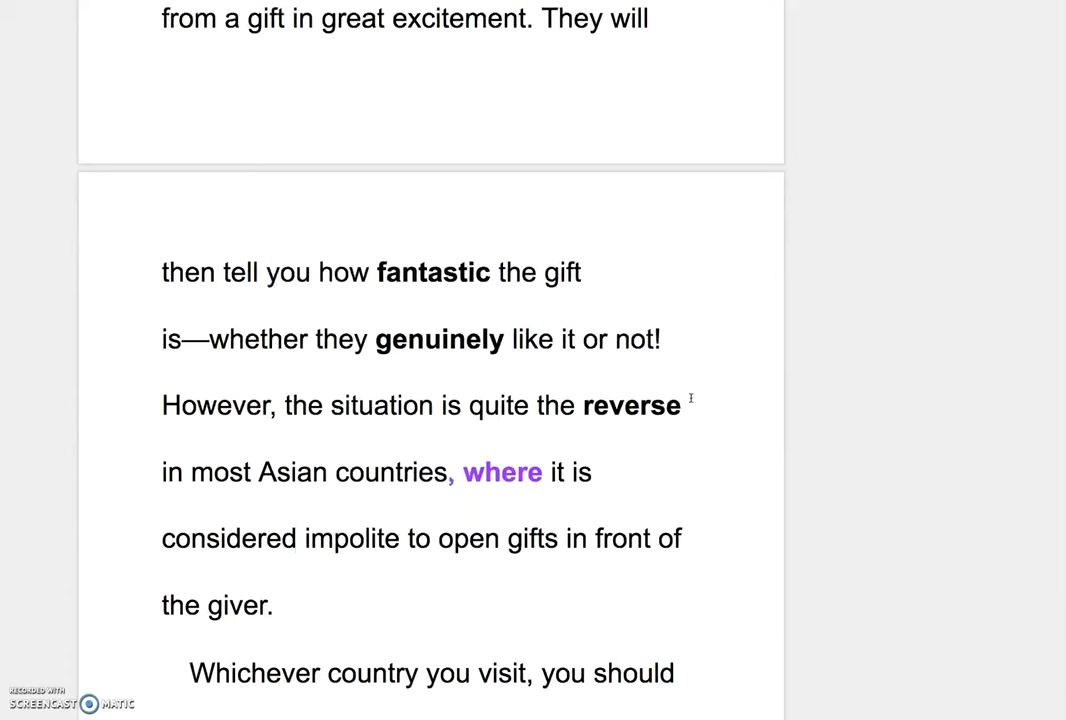 from a gift in great excitement. They will
then tell you how fantastic the gift
is—whether they genuinely like it or not!
However, the situation is quite the reverse
in most Asian countries, where it is
considered impolite to open gifts in front of
the giver.
Whichever country you visit, you should
RECORDED WITH
SCREENCAST MATIC